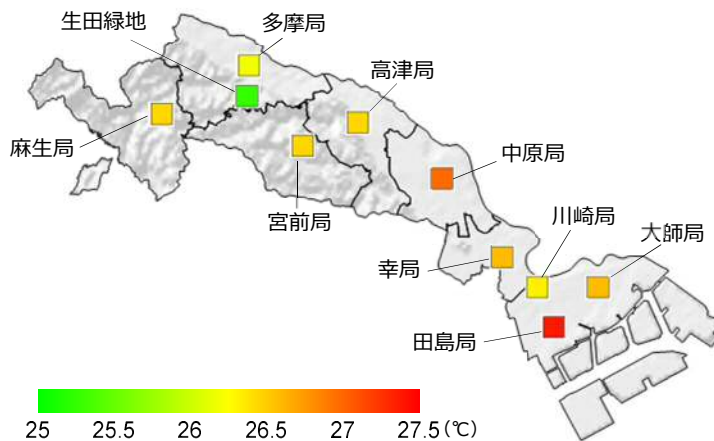 生田緑地
多摩局
高津局
麻生局
中原局
宮前局
川崎局
大師局
幸局
田島局
25 25.5 26 26.5 27 27.5 (℃)